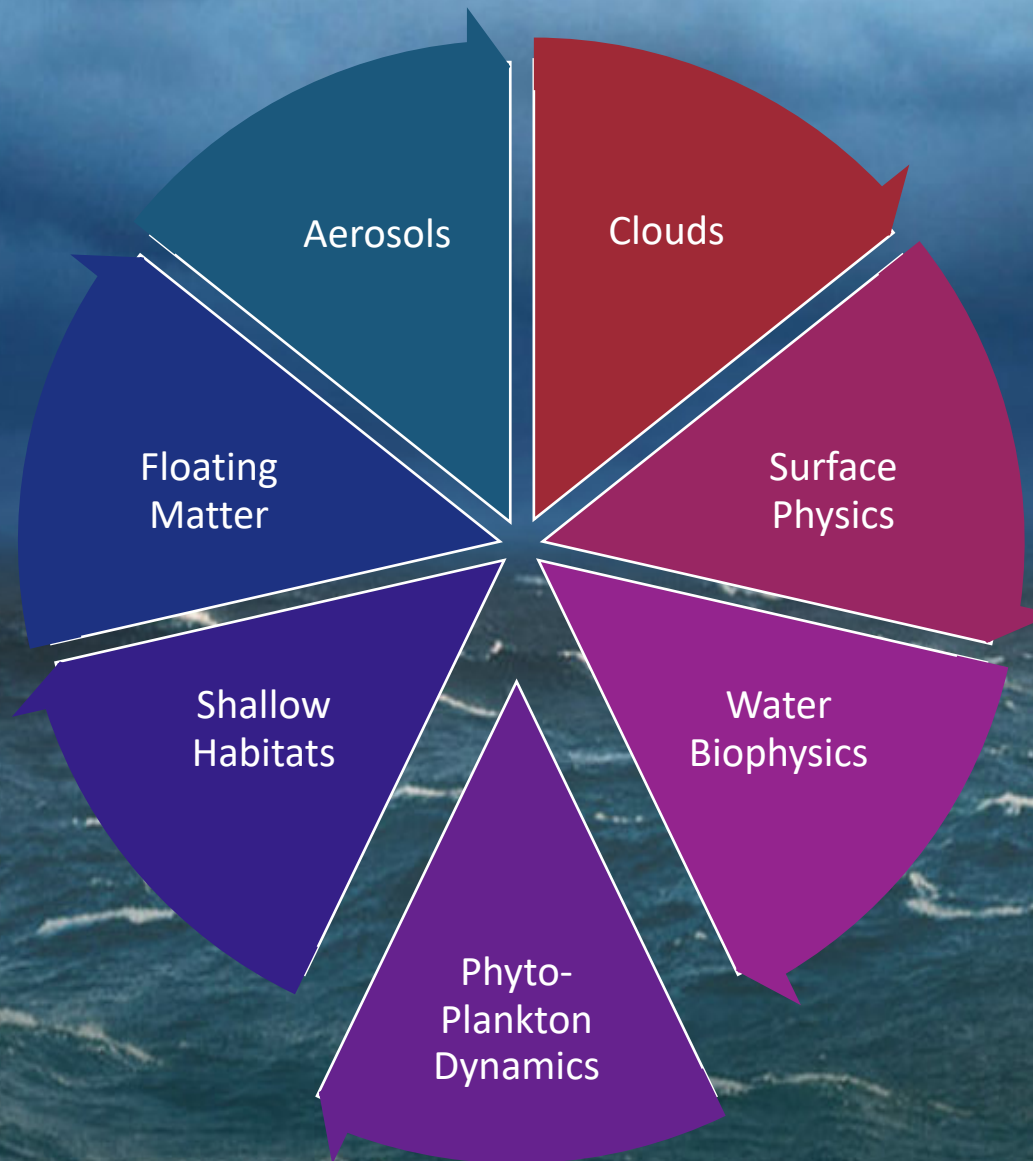 Aerosols
Clouds
Floating
Matter
Surface
Physics
Shallow
Habitats
Water
Biophysics
Phyto-
Plankton
Dynamics